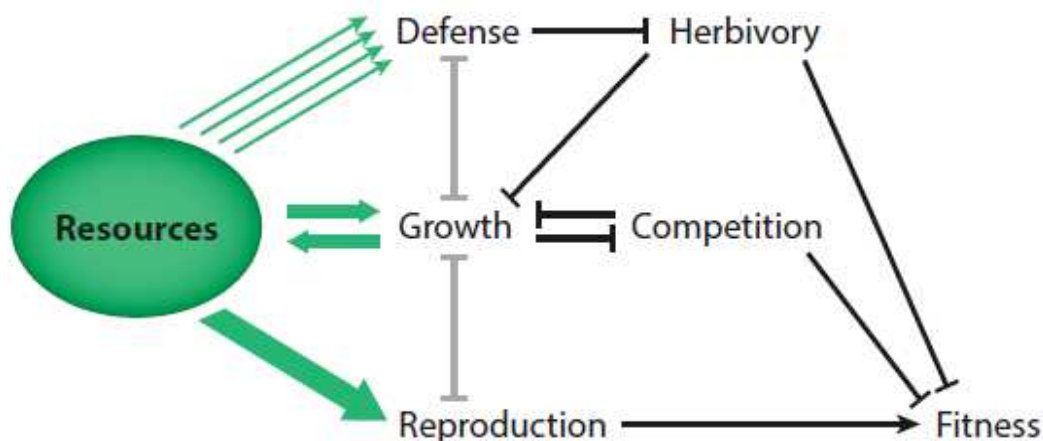 Defense
Herbivory
Resources
Growth
Competition
Reproduction
Fitness